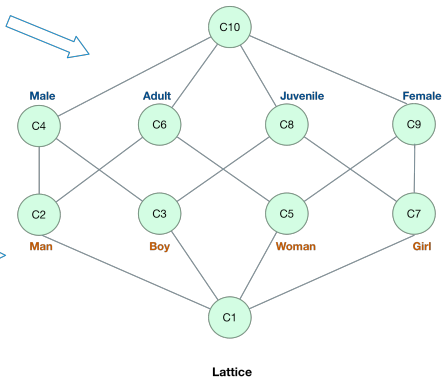 C10
Male Adult Juvenile Female
C4 C6 C8 C9
C2 C3 C5 C7
Man Boy Woman Girl
C1
Lattice